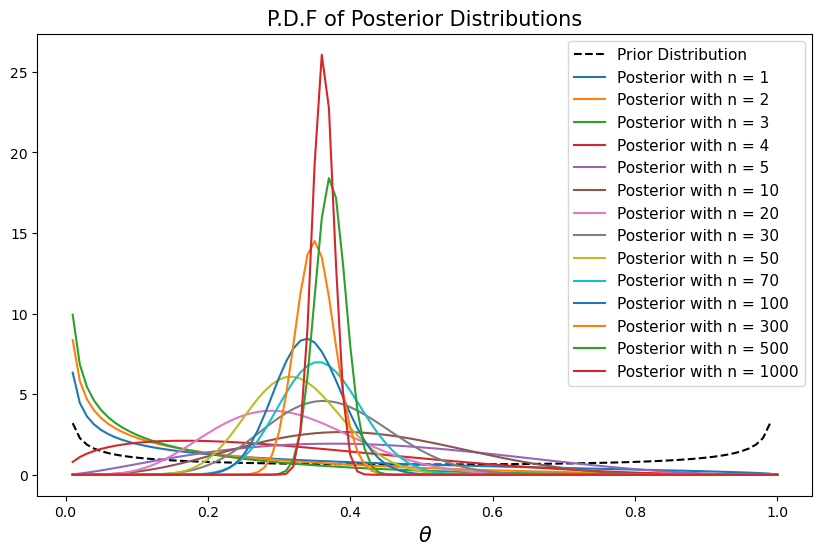 P.D.F of Posterior Distributions
Prior Distribution
Posterior with n = 1
Posterior with n = 2
Posterior with n = 3
Posterior with n = 4
Posterior with n = 5
Posterior with n = 10
Posterior with n = 20
Posterior with n = 30
Posterior with n = 50
Posterior with n = 70
Posterior with n = 100
Posterior with n = 300
Posterior with n = 500
Posterior with n = 1000
25
20
15
10
5
0
0.0 0.2 0.4 0.6 0.8 1.0
θ